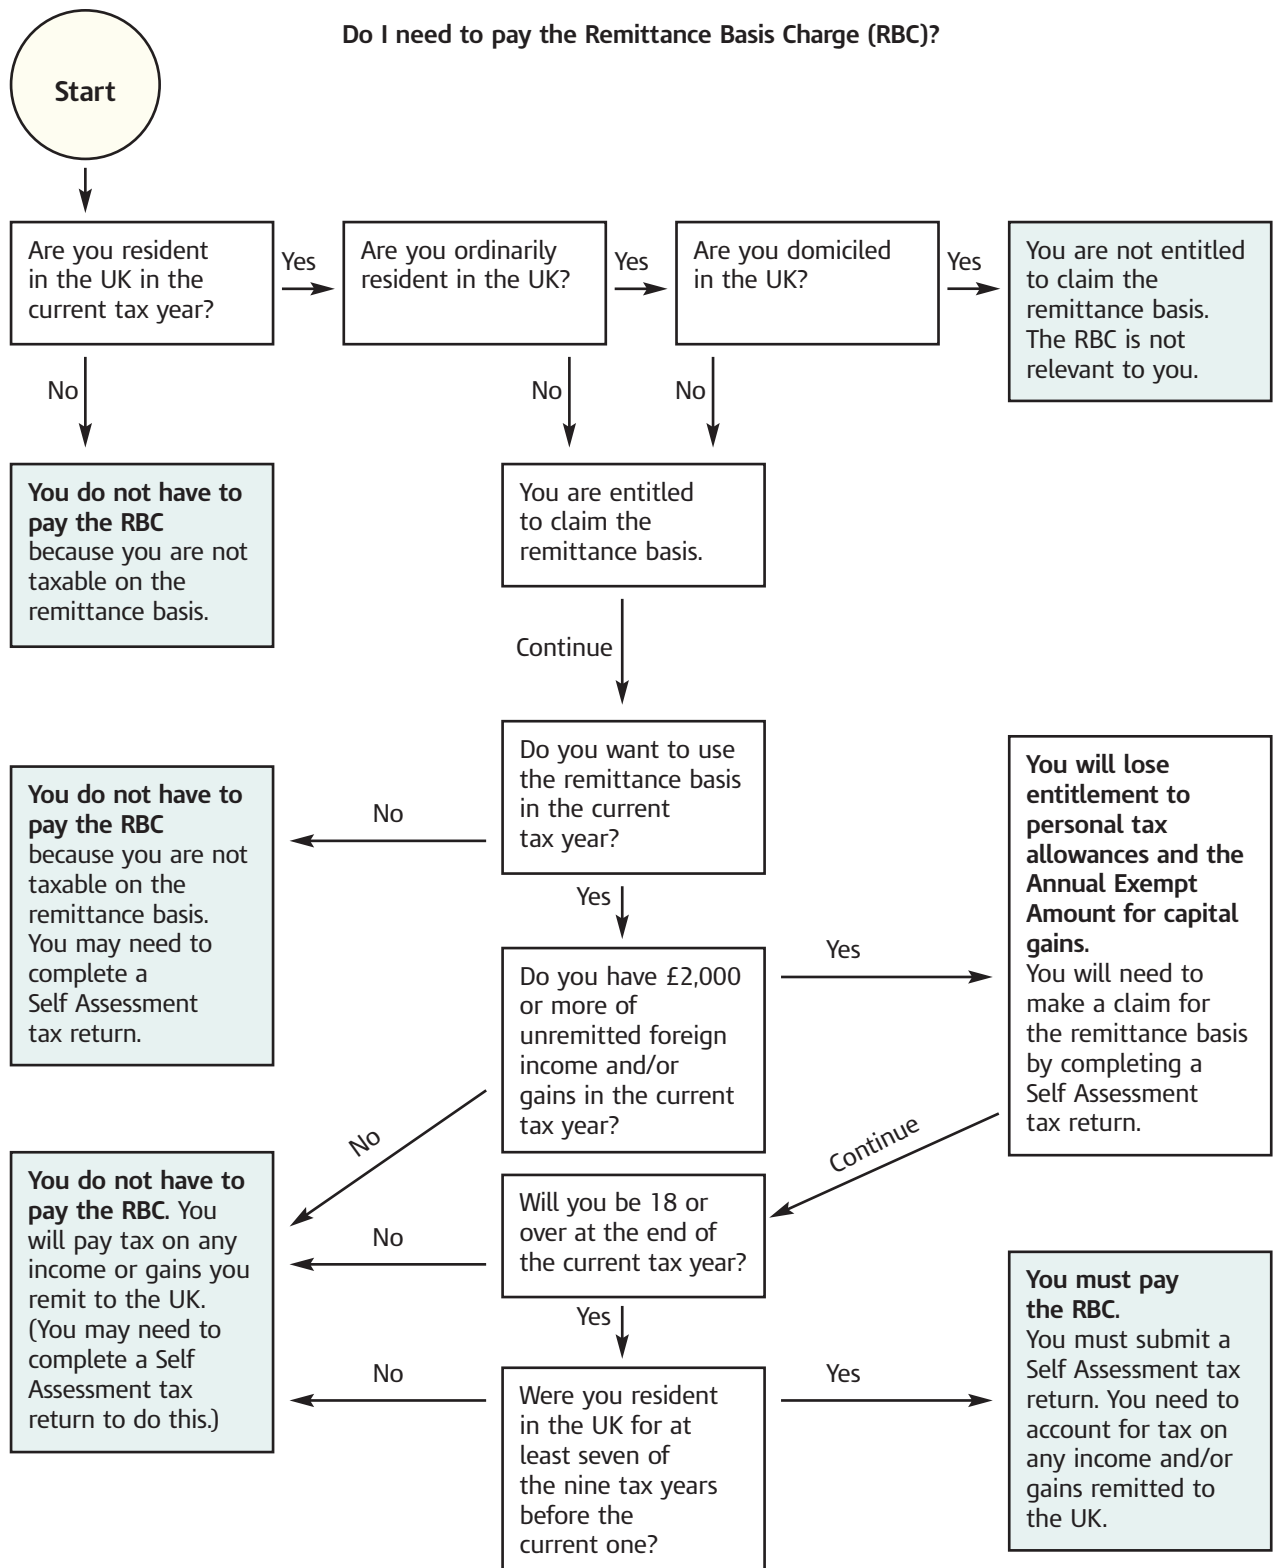 Do I need to pay the Remittance Basis Charge (RBC)?
Start
Are you resident
in the UK in the
current tax year?
Yes
Are you ordinarily
resident in the UK?
Yes
Are you domiciled
in the UK?
Yes
You are not entitled
to claim the
remittance basis.
The RBC is not
relevant to you.
No
No
No
You do not have to
pay the RBC
because you are not
taxable on the
remittance basis.
You are entitled
to claim the
remittance basis.
Continue
Do you want to use
the remittance basis
in the current
tax year?
No
You do not have to
pay the RBC
because you are not
taxable on the
remittance basis.
You may need to
complete a
Self Assessment
tax return.
Yes
Do you have £2,000
or more of
unremitted foreign
income and/or
gains in the current
tax year?
Yes
You will lose
entitlement to
personal tax
allowances and the
Annual Exempt
Amount for capital
gains.
You will need to
make a claim for
the remittance basis
by completing a
Self Assessment
tax return.
No
Continue
Will you be 18 or
over at the end of
the current tax year?
No
You do not have to
pay the RBC. You
will pay tax on any
income or gains you
remit to the UK.
(You may need to
complete a Self
Assessment tax
return to do this.)
Yes
Were you resident
in the UK for at
least seven of
the nine tax years
before the
current one?
No
Yes
You must pay
the RBC.
You must submit a
Self Assessment tax
return. You need to
account for tax on
any income and/or
gains remitted to
the UK.